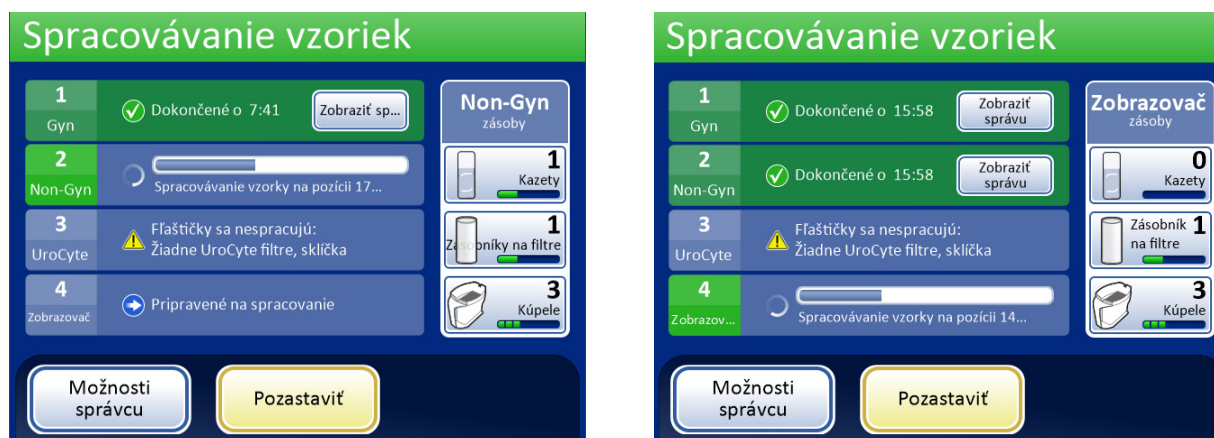 Spracovávanie vzoriek
1
Gyn
Dokončené o 7:41
Zobraziť sp...
2
Non-Gyn
Spracovávanie vzorky na pozícii 17...
3
UroCyte
Fľaštičky sa nespracujú:
Žiadne UroCyte filtre, sklíčka
4
Zobrazovač
Pripravené na spracovanie
Non-Gyn
zásoby
1
Kazety
1
Zásobníky na filtre
3
Kúpele
Možnosti
správcu
Pozastaviť
Spracovávanie vzoriek
1
Gyn
Dokončené o 15:58
Zobraziť
správu
2
Non-Gyn
Dokončené o 15:58
Zobraziť
správu
3
UroCyte
Fľaštičky sa nespracujú:
Žiadne UroCyte filtre, sklíčka
4
Zobrazov...
Spracovávanie vzorky na pozícii 14...
Zobrazovač
zásoby
0
Kazety
Zásobník 1
na filtre
3
Kúpele
Možnosti
správcu
Pozastaviť